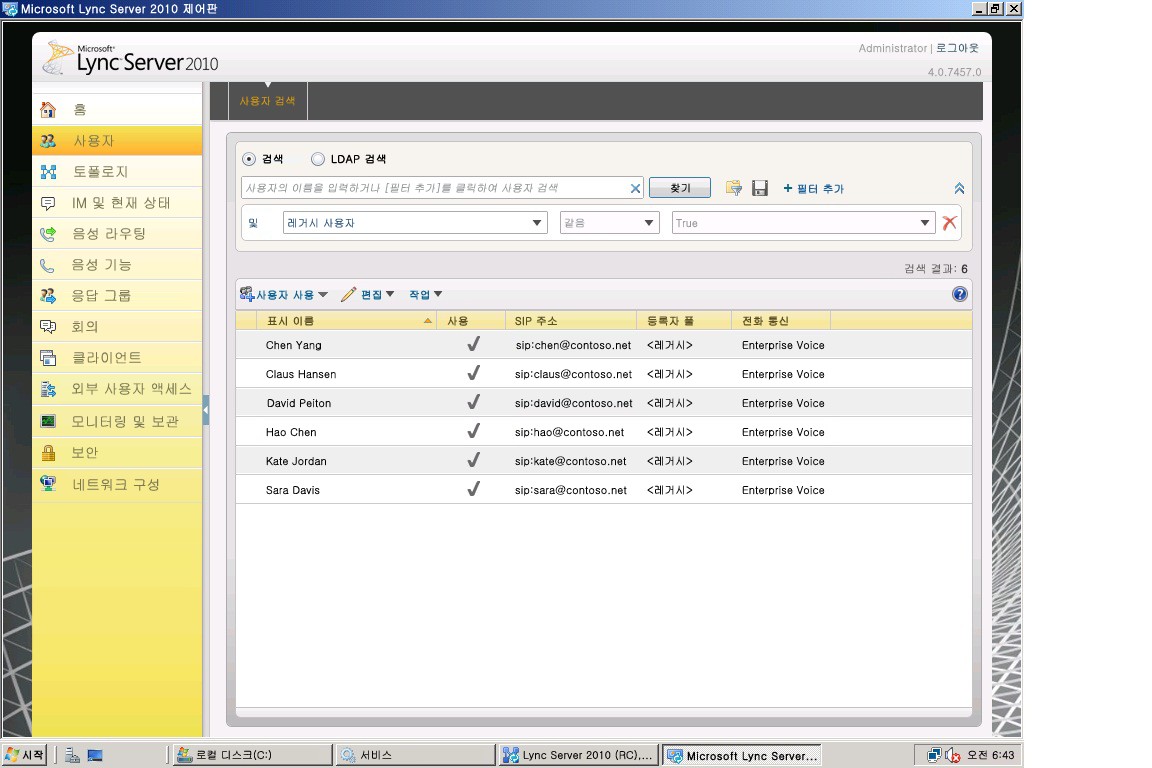 Microsoft Lync Server 2010 제어판
Microsoft®
Lync Server 2010
Administrator | 로그아웃
4.0.7457.0
홈
사용자
토폴로지
IM 및 현재 상태
음성 라우팅
음성 기능
응답 그룹
회의
클라이언트
외부 사용자 액세스
모니터링 및 보관
보안
네트워크 구성
사용자 검색
검색 LDAP 검색
사용자의 이름을 입력하거나 [필터 추가]를 클릭하여 사용자 검색 찾기 + 필터 추가
및 레거시 사용자 같음 True
검색 결과: 6
사용자 사용 편집 작업
표시 이름 사용 SIP 주소 등록자 풀 전화 통신
Chen Yang sip:chen@contoso.net <레거시> Enterprise Voice
Claus Hansen sip:claus@contoso.net <레거시> Enterprise Voice
David Pelton sip:david@contoso.net <레거시> Enterprise Voice
Hao Chen sip:hao@contoso.net <레거시> Enterprise Voice
Kate Jordan sip:kate@contoso.net <레거시> Enterprise Voice
Sara Davis sip:sara@contoso.net <레거시> Enterprise Voice
시작 로컬 디스크(C:) 서비스 Lync Server 2010 (RC),... Microsoft Lync Server... 오전 6:43